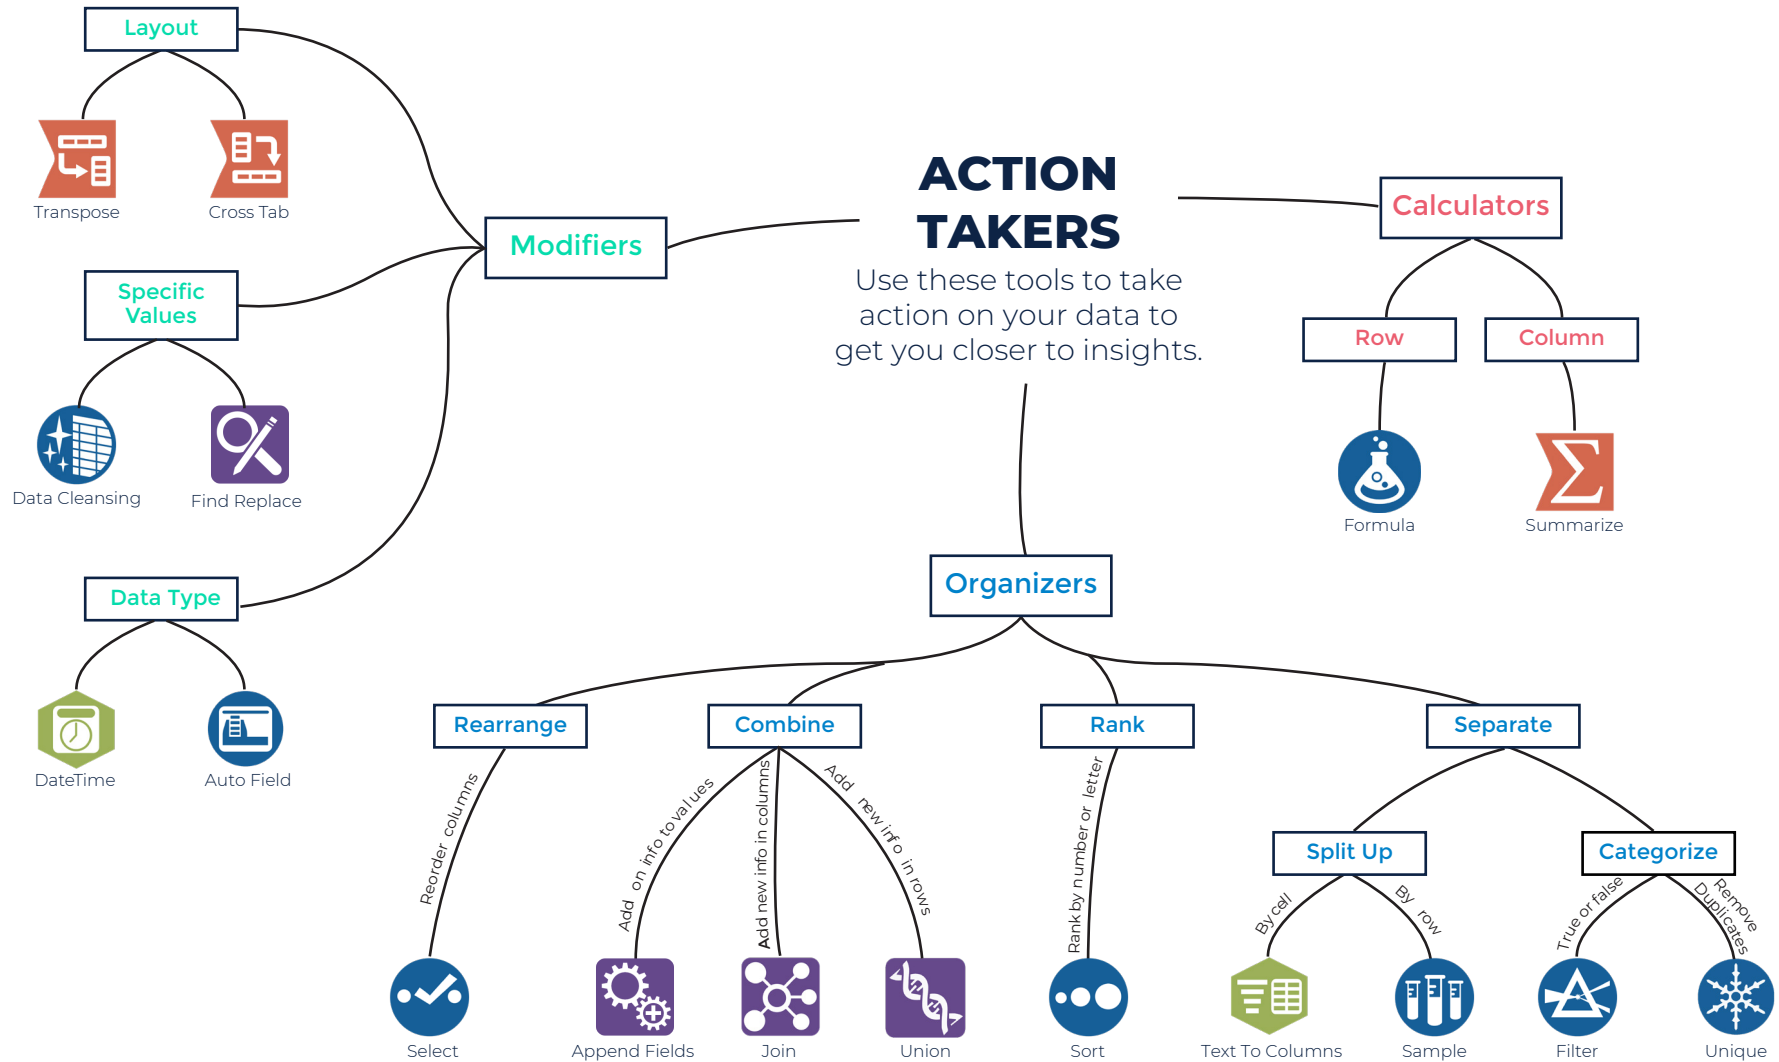 ACTION
TAKERS
Use these tools to take
action on your data to
get you closer to insights.
Modifiers
Layout
Transpose
Cross Tab
Specific
Values
Data Cleansing
Find Replace
Data Type
DateTime
Auto Field
Calculators
Row
Column
Formula
Summarize
Organizers
Rearrange
Reorder columns
Select
Combine
Add on info to values
Add new info in columns
Add new info in rows
Append Fields
Join
Union
Rank
Rank by number or letter
Sort
Separate
Split Up
By cell
By row
Text To Columns
Sample
Categorize
True or false
Remove
Duplicates
Filter
Unique